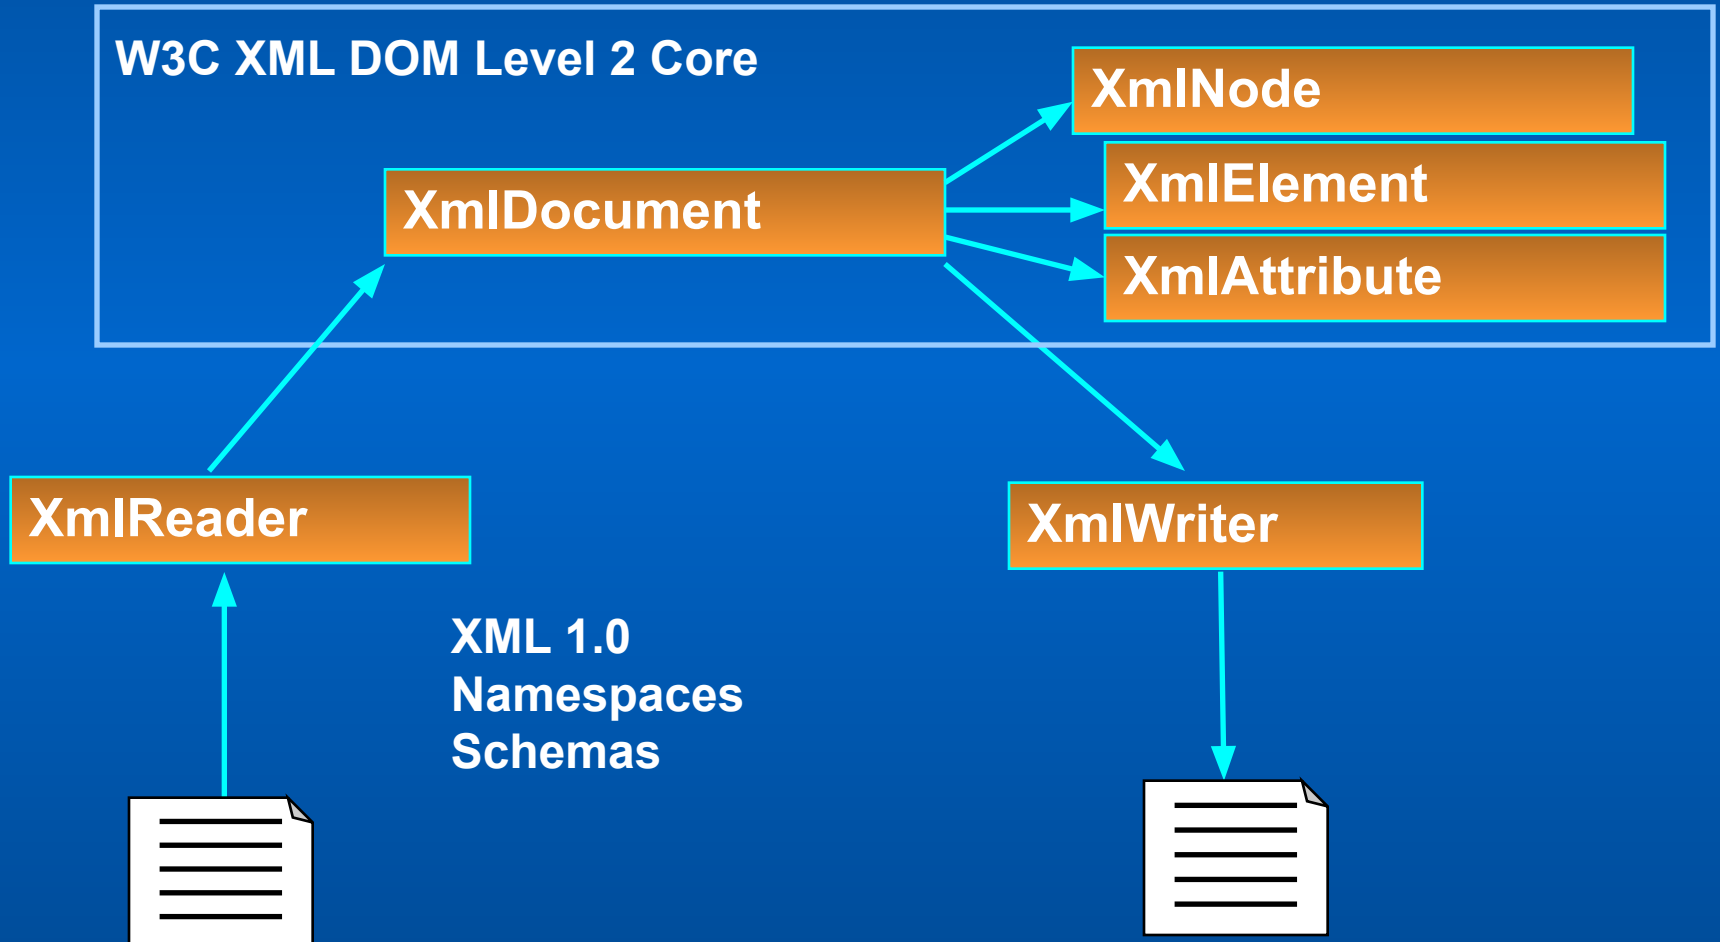 W3C XML DOM Level 2 Core
XmlNode
XmlElement
XmlDocument
XmlAttribute
XmlReader
XmlWriter
XML 1.0
Namespaces
Schemas